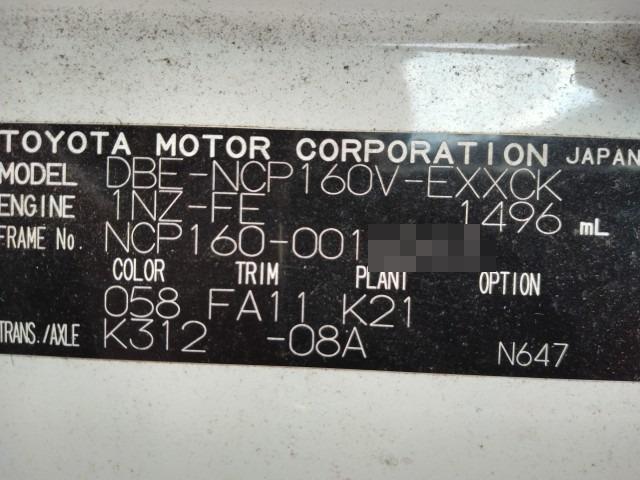 TOYOTA MOTOR CORPORATION JAPAN
MODEL DBE-NCP160V-EXXCK
ENGINE 1NZ-FE 1496 mL
FRAME No. NCP160-001
COLOR TRIM PLANT OPTION
058 FA11 K21
TRANS./AXLE K312 -08A N647